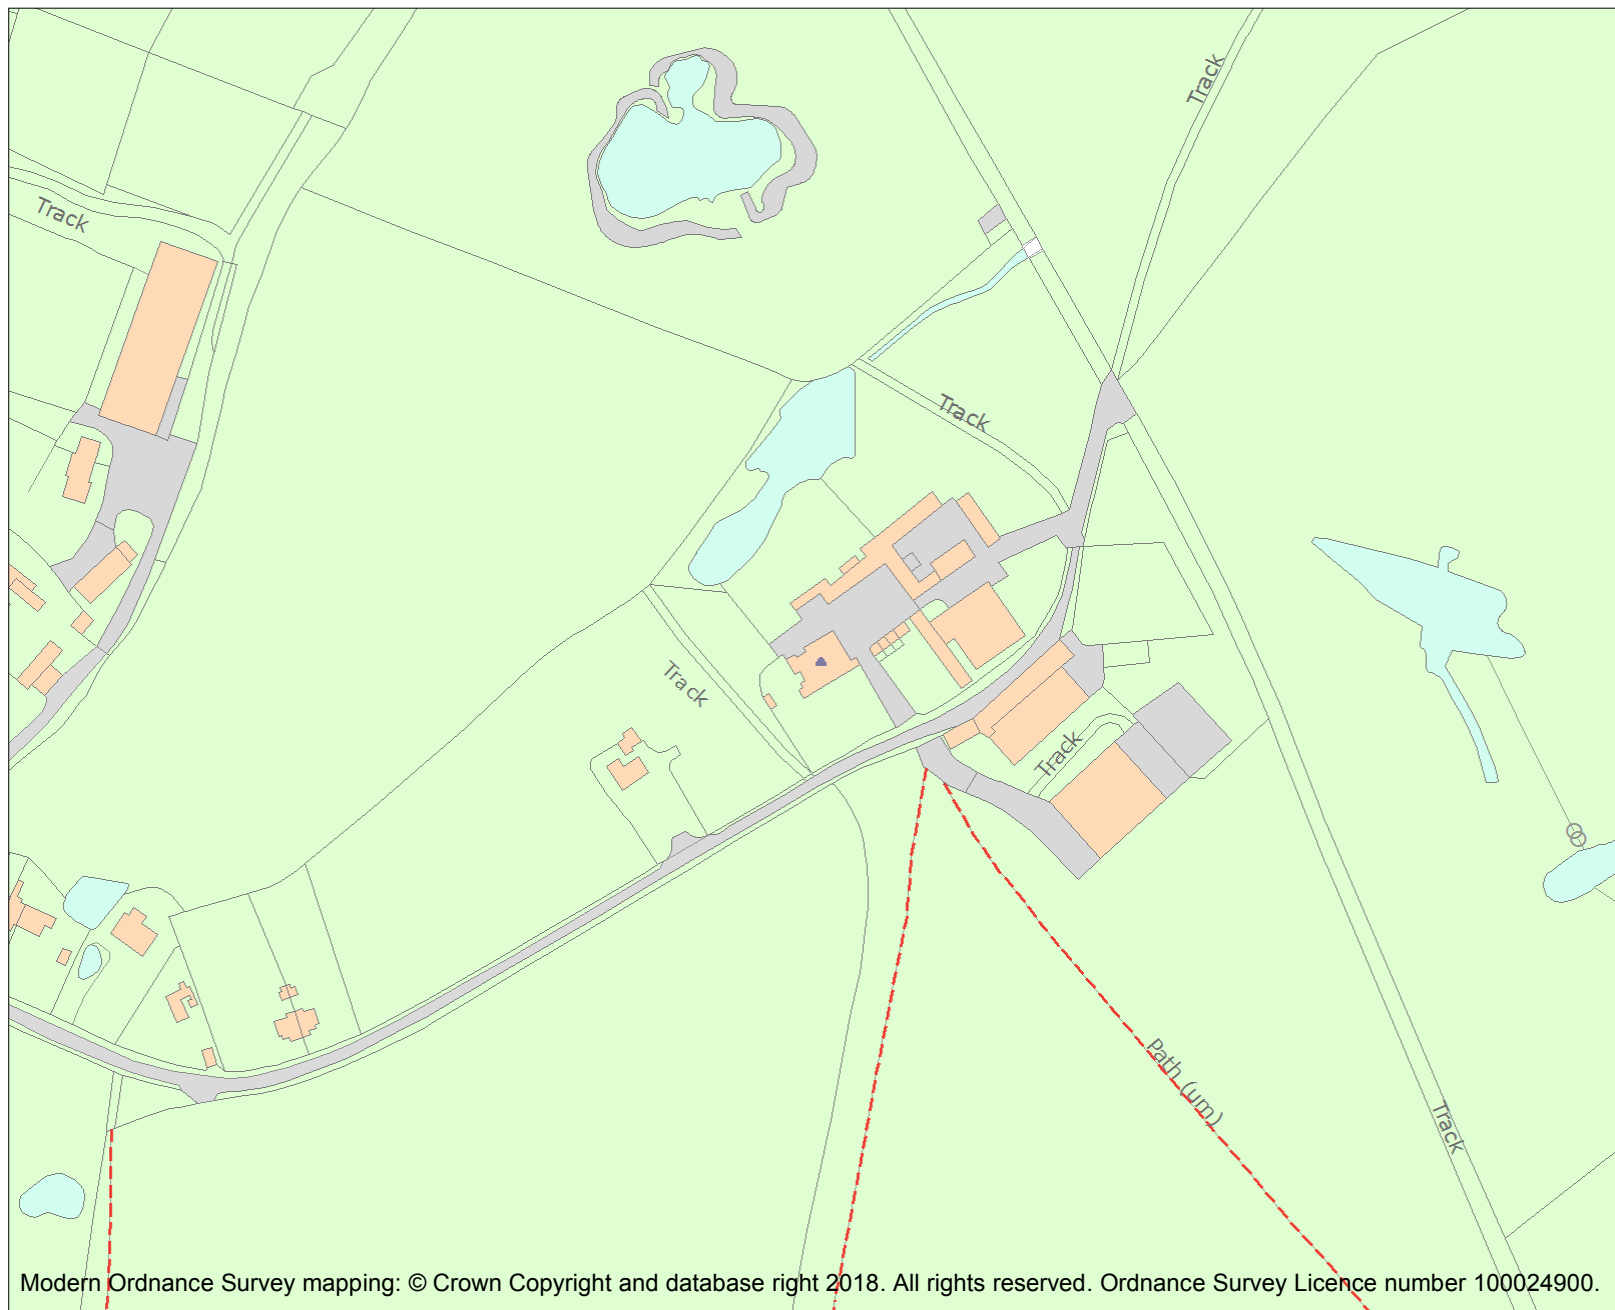 Track
Track
Track
Track
Track
Path (um)
Track
Modern Ordnance Survey mapping: © Crown Copyright and database right 2018. All rights reserved. Ordnance Survey Licence number 100024900.